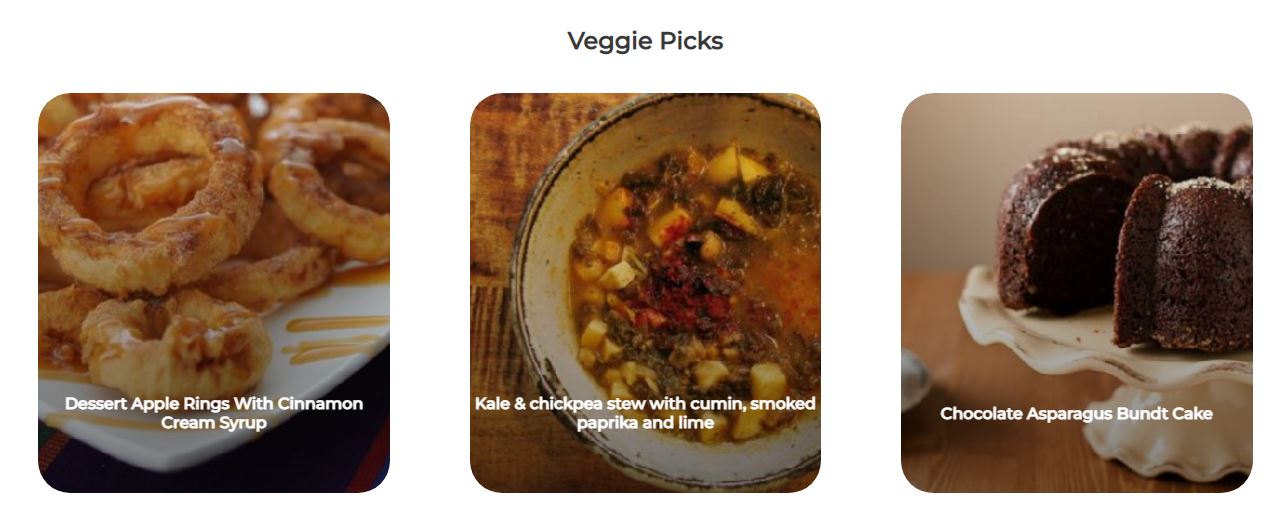 Veggie Picks
Dessert Apple Rings With Cinnamon
Cream Syrup
Kale & chickpea stew with cumin, smoked
paprika and lime
Chocolate Asparagus Bundt Cake